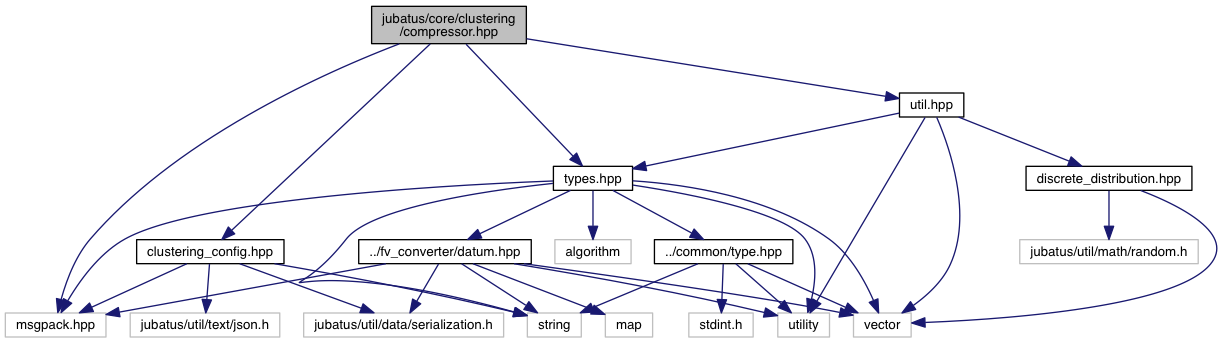 jubatus/core/clustering
/compressor.hpp
util.hpp
types.hpp
discrete_distribution.hpp
clustering_config.hpp
../fv_converter/datum.hpp
algorithm
../common/type.hpp
jubatus/util/math/random.h
msgpack.hpp
jubatus/util/text/json.h
jubatus/util/data/serialization.h
string
map
stdint.h
utility
vector